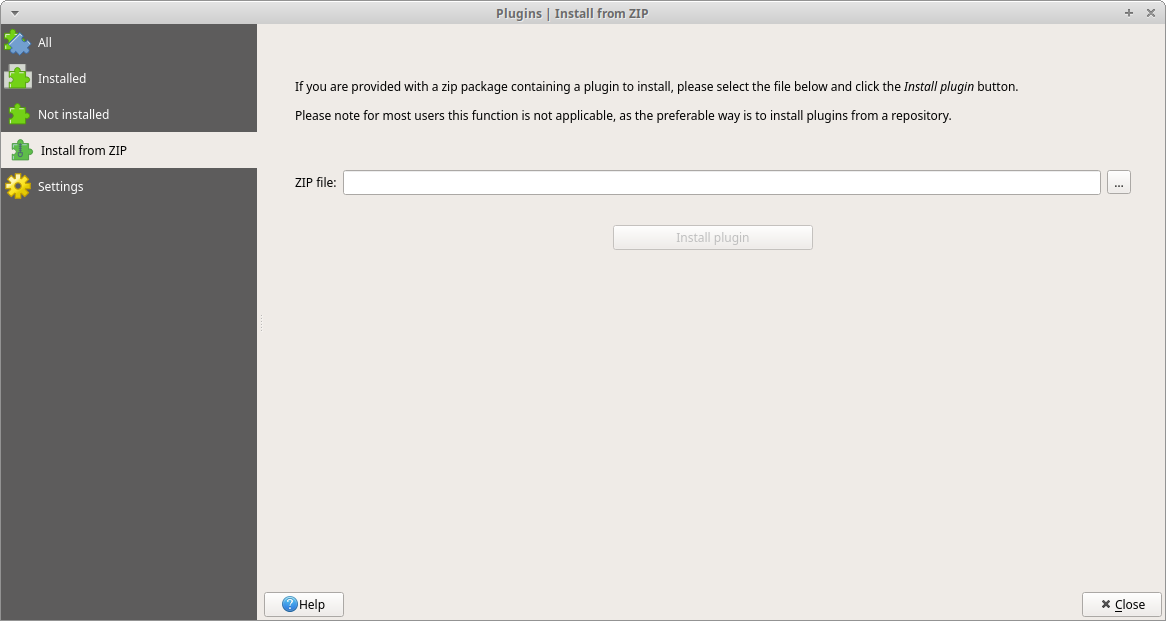 Plugins | Install from ZIP
All
Installed
Not installed
Install from ZIP
Settings
If you are provided with a zip package containing a plugin to install, please select the file below and click the Install plugin button.
Please note for most users this function is not applicable, as the preferable way is to install plugins from a repository.
ZIP file:
...
Install plugin
Help
Close